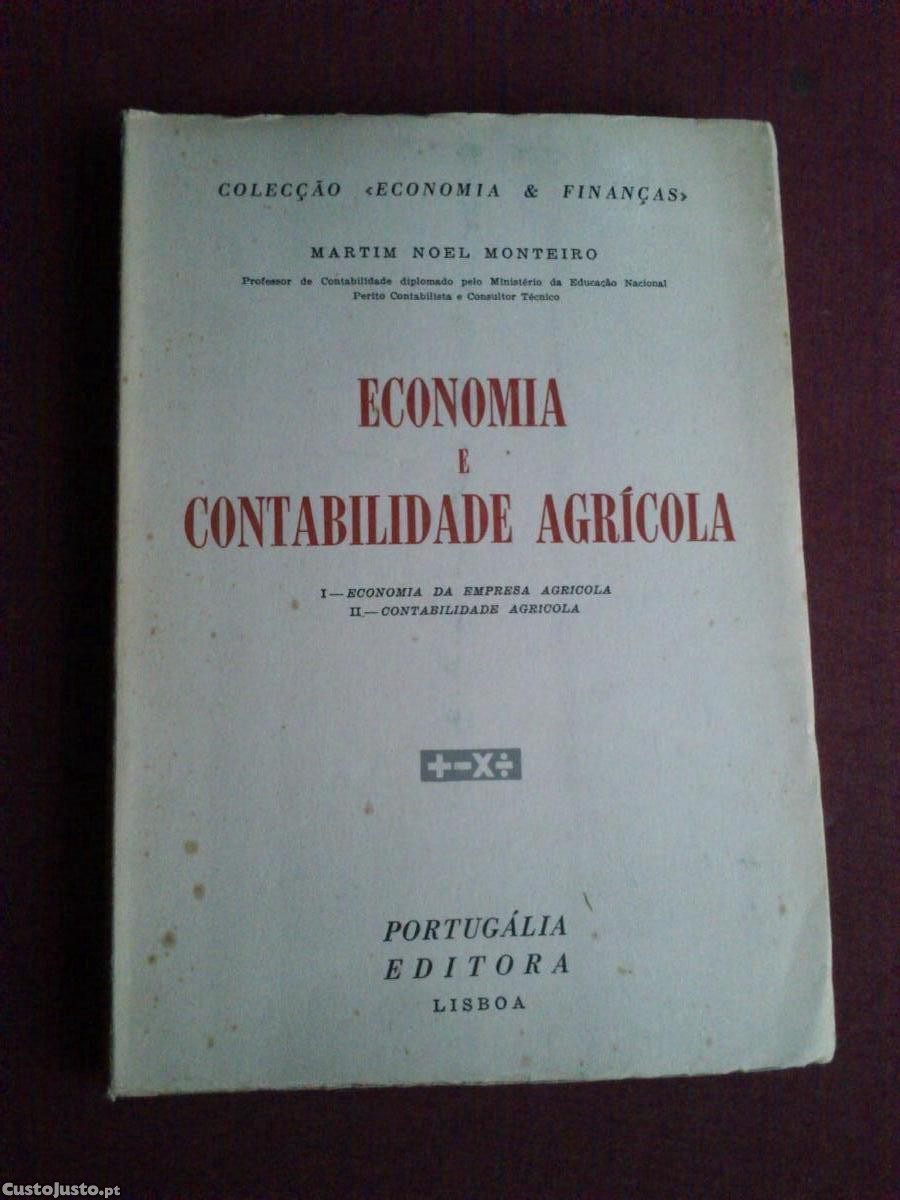 COLECÇÃO «ECONOMIA & FINANÇAS»
MARTIM NOEL MONTEIRO
Professor de Contabilidade diplomado pelo Ministério da Educação Nacional
Perito Contabilista e Consultor Técnico
ECONOMIA
E
CONTABILIDADE AGRÍCOLA
I — ECONOMIA DA EMPRESA AGRICOLA
II — CONTABILIDADE AGRICOLA
+-X÷
PORTUGÁLIA
EDITORA
LISBOA
CustoJusto.pt